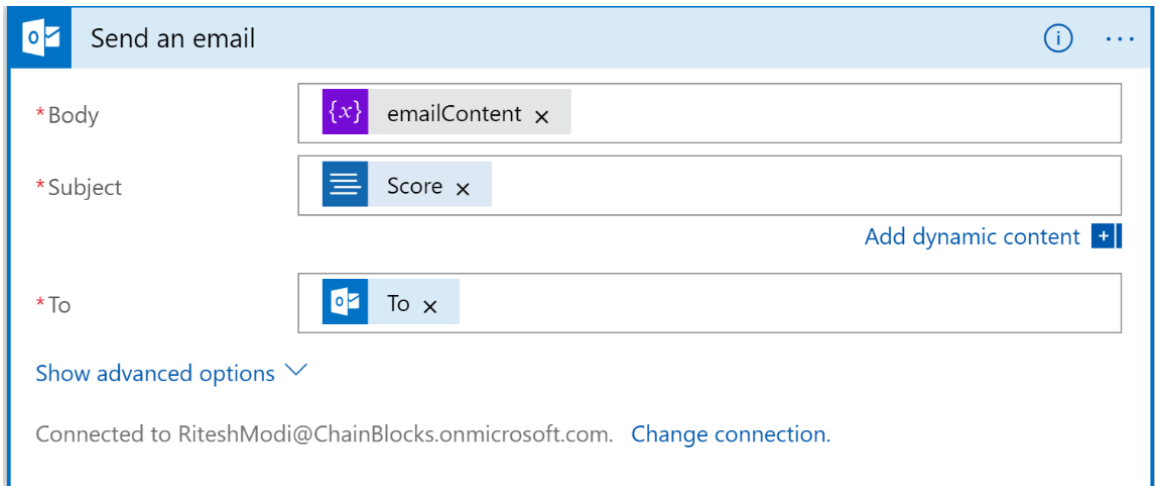 Send an email
*Body
{x} emailContent ×
*Subject
Score ×
Add dynamic content +
*To
To ×
Show advanced options
Connected to RiteshModi@ChainBlocks.onmicrosoft.com. Change connection.